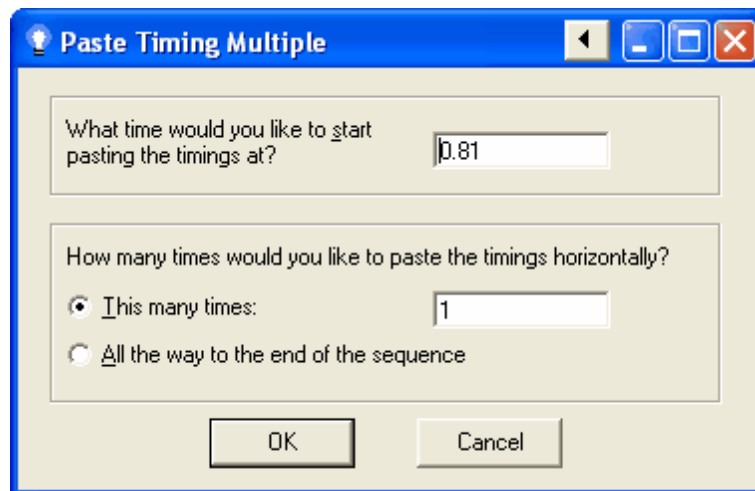 Paste Timing Multiple
What time would you like to start
pasting the timings at?
0.81
How many times would you like to paste the timings horizontally?
This many times:
1
All the way to the end of the sequence
OK
Cancel